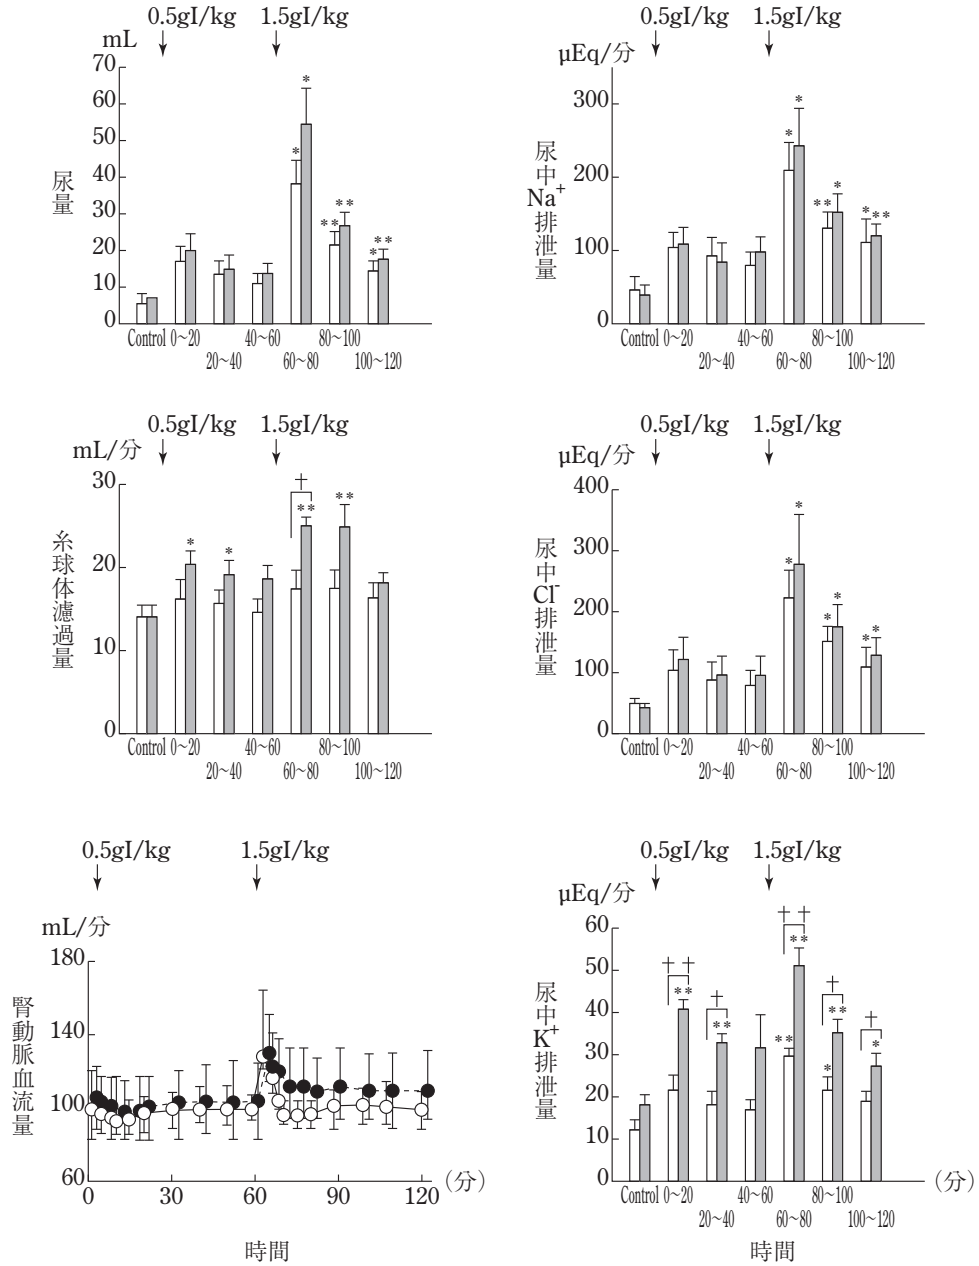 0.5gI/kg 1.5gI/kg
mL
尿量
70
60
50
40
30
20
10
0
* * ** ** * **
Control 0～20 40～60 80～100
20～40 60～80 100～120
0.5gI/kg 1.5gI/kg
μEq/分
尿中Na⁺排泄量
300
200
100
0
* * ** * * **
Control 0～20 40～60 80～100
20～40 60～80 100～120
0.5gI/kg 1.5gI/kg
mL/分
糸球体濾過量
30
20
10
0
* * † ** **
Control 0～20 40～60 80～100
20～40 60～80 100～120
0.5gI/kg 1.5gI/kg
μEq/分
尿中Cl⁻排泄量
400
300
200
100
0
* * * * * *
Control 0～20 40～60 80～100
20～40 60～80 100～120
0.5gI/kg 1.5gI/kg
mL/分
腎動脈血流量
180
140
100
60
0 30 60 90 120 (分)
時間
0.5gI/kg 1.5gI/kg
μEq/分
尿中K⁺排泄量
60
50
40
30
20
10
0
†† ** † ** †† ** ** † * ** † *
Control 0～20 40～60 80～100 (分)
20～40 60～80 100～120
時間